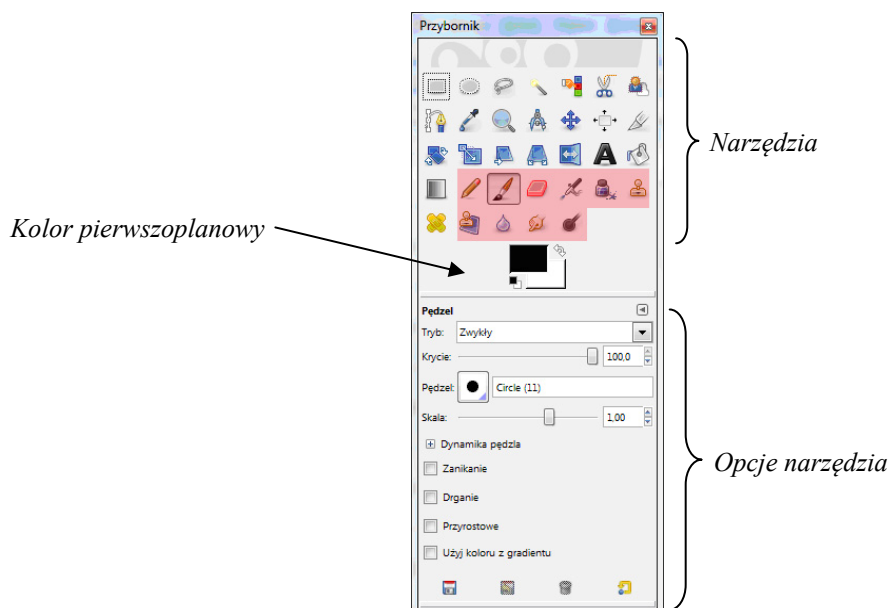 Przybornik
Narzędzia
Kolor pierwszoplanowy
Pędzel
Tryb: Zwykły
Krycie: 100,0
Pędzel: Circle (11)
Skala: 1,00
Dynamika pędzla
Zanikanie
Opcje narzędzia
Drganie
Przyrostowe
Użyj koloru z gradientu